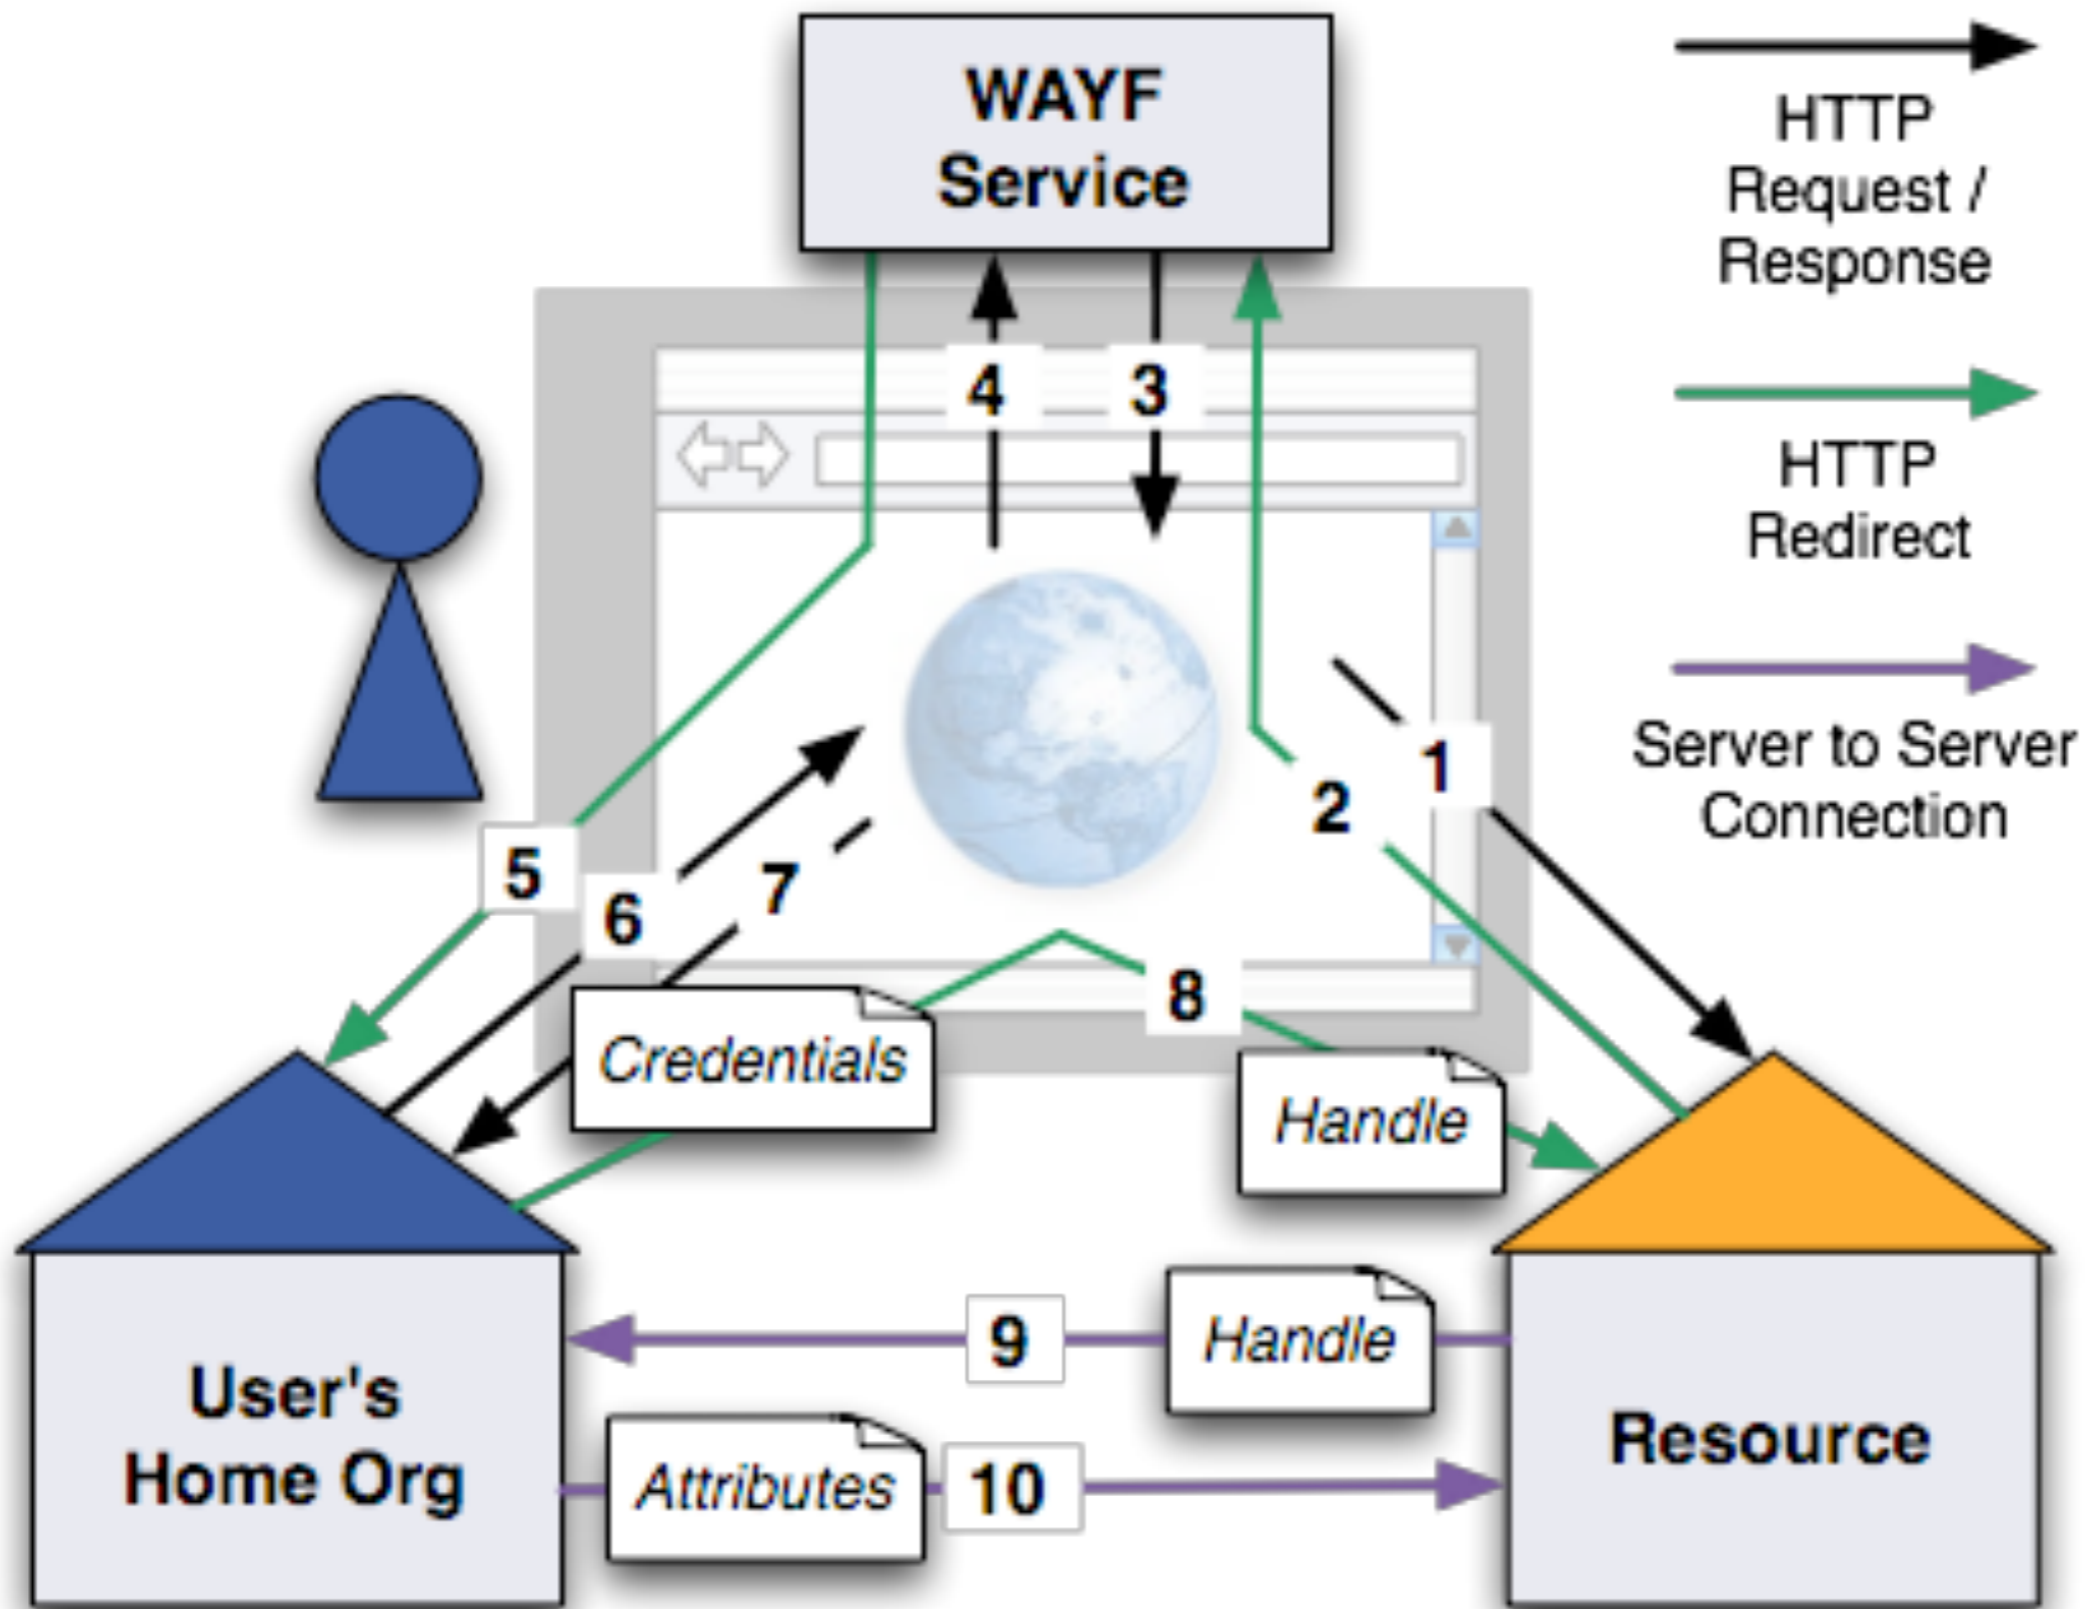 WAYF
Service
HTTP
Request /
Response
4
3
HTTP
Redirect
Server to Server
Connection
1
2
5
6
7
8
Credentials
Handle
9
Handle
User's
Home Org
Attributes
10
Resource